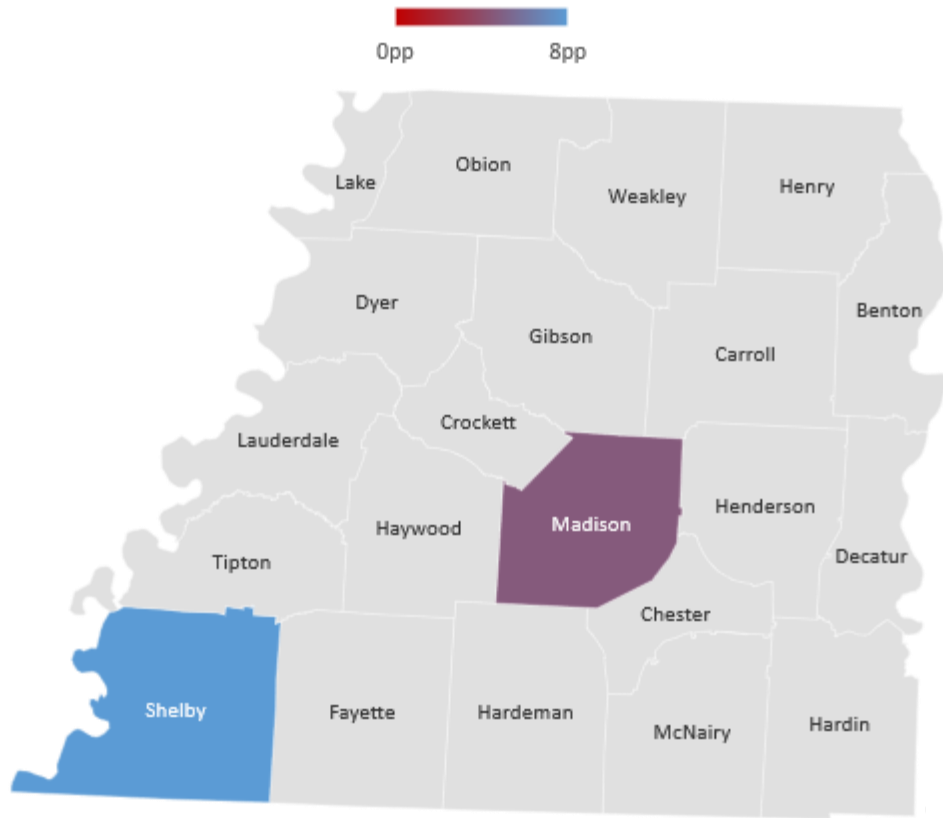 0pp 8pp
Lake
Obion
Weakley
Henry
Dyer
Gibson
Carroll
Benton
Lauderdale
Crockett
Haywood
Madison
Henderson
Tipton
Decatur
Chester
Shelby
Fayette
Hardeman
McNairy
Hardin